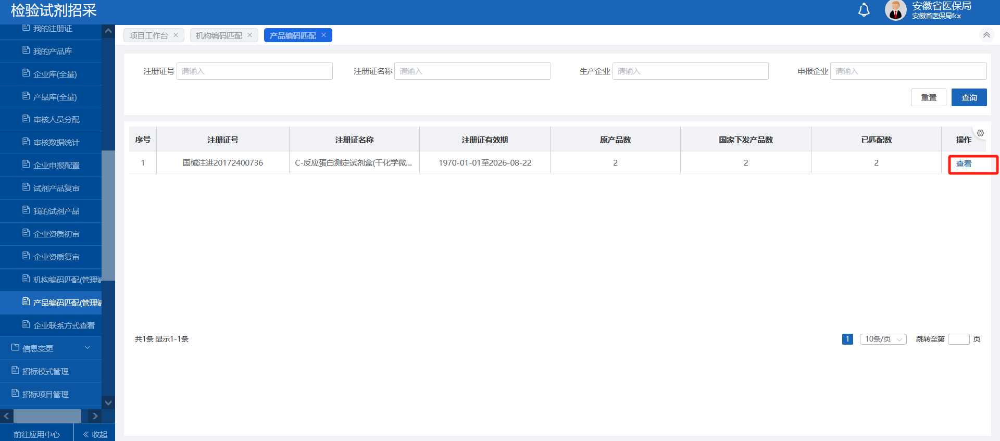 检验试剂招采
安徽省医保局
安徽省医保局fcx
我的注册证
我的产品库
企业库(全量)
产品库(全量)
审核人员分配
审核数据统计
企业申报配置
试剂产品复审
我的试剂产品
企业资质初审
企业资质复审
机构编码匹配(管理端
产品编码匹配(管理端
企业联系方式查看
信息变更
招标模式管理
招标项目管理
前往应用中心
收起
项目工作台 机构编码匹配 产品编码匹配
注册证号 请输入 注册证名称 请输入 生产企业 请输入 申报企业 请输入
重置 查询
序号 注册证号 注册证名称 注册证有效期 原产品数 国家下发产品数 已匹配数 操作
1 国械注进20172400736 C-反应蛋白测定试剂盒(干化学微... 1970-01-01至2026-08-22 2 2 2 查看
共1条 显示1-1条 1 10条/页 跳转至第 页